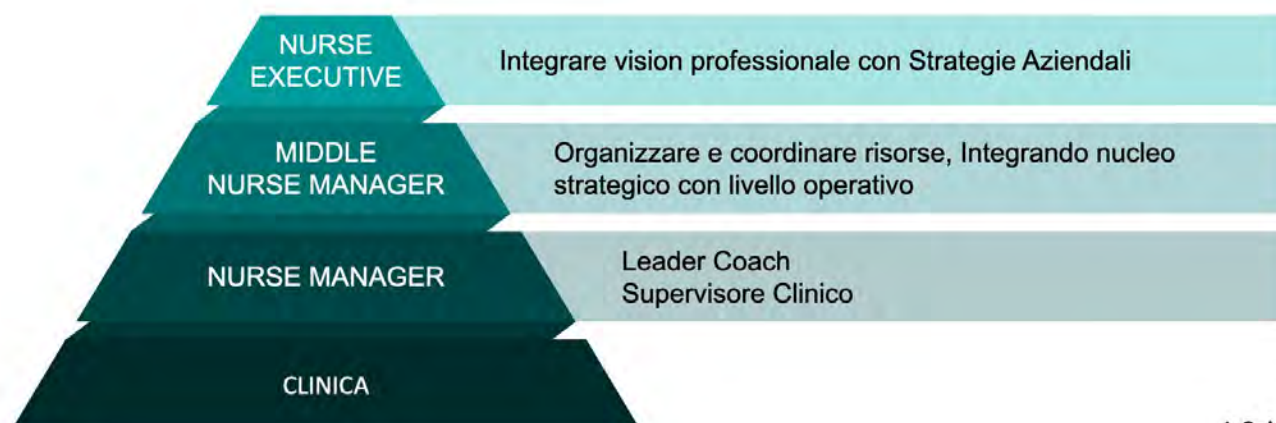 NURSE
EXECUTIVE
Integrare vision professionale con Strategie Aziendali
MIDDLE
NURSE MANAGER
Organizzare e coordinare risorse, Integrando nucleo
strategico con livello operativo
NURSE MANAGER
Leader Coach
Supervisore Clinico
CLINICA